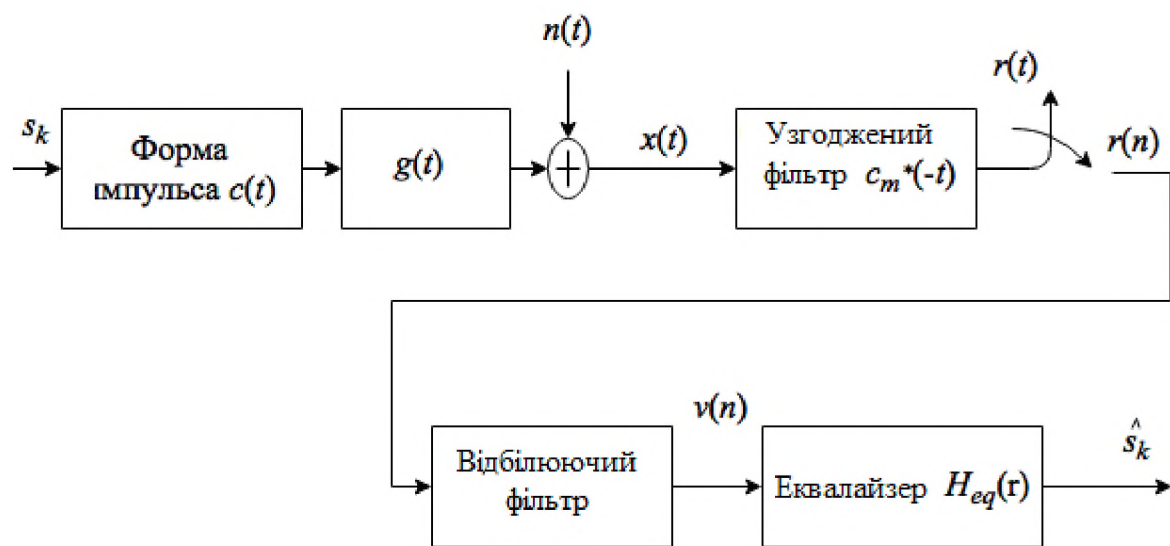 n(t)
r(t)
s_k
Форма
імпульса c(t)
g(t)
+
x(t)
Узгоджений
фільтр c_m*(-t)
r(n)
Відбілюючий
фільтр
v(n)
Еквалайзер H_eq(r)
ŝ_k